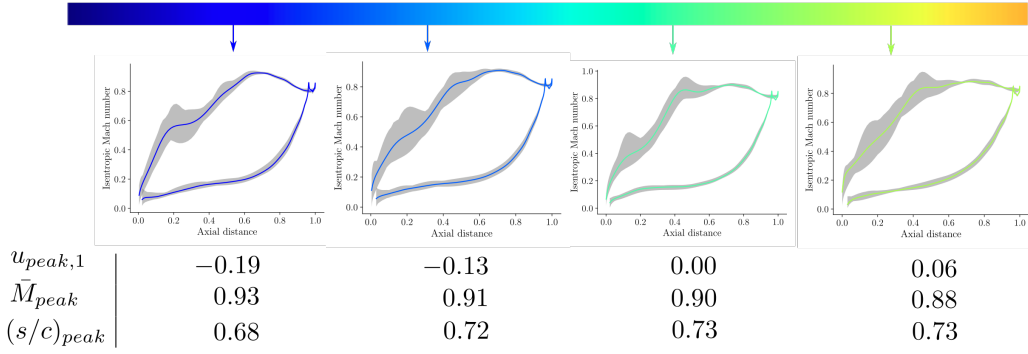 Isentropic Mach number
0.8
0.6
0.4
0.2
0.0
0.0 0.2 0.4 0.6 0.8 1.0
Axial distance
Isentropic Mach number
0.8
0.6
0.4
0.2
0.0
0.0 0.2 0.4 0.6 0.8 1.0
Axial distance
Isentropic Mach number
1.0
0.8
0.6
0.4
0.2
0.0
0.0 0.2 0.4 0.6 0.8 1.0
Axial distance
Isentropic Mach number
0.8
0.6
0.4
0.2
0.0
0.0 0.2 0.4 0.6 0.8 1.0
Axial distance
u_{peak,1} −0.19 −0.13 0.00 0.06
M̄_{peak} 0.93 0.91 0.90 0.88
(s/c)_{peak} 0.68 0.72 0.73 0.73